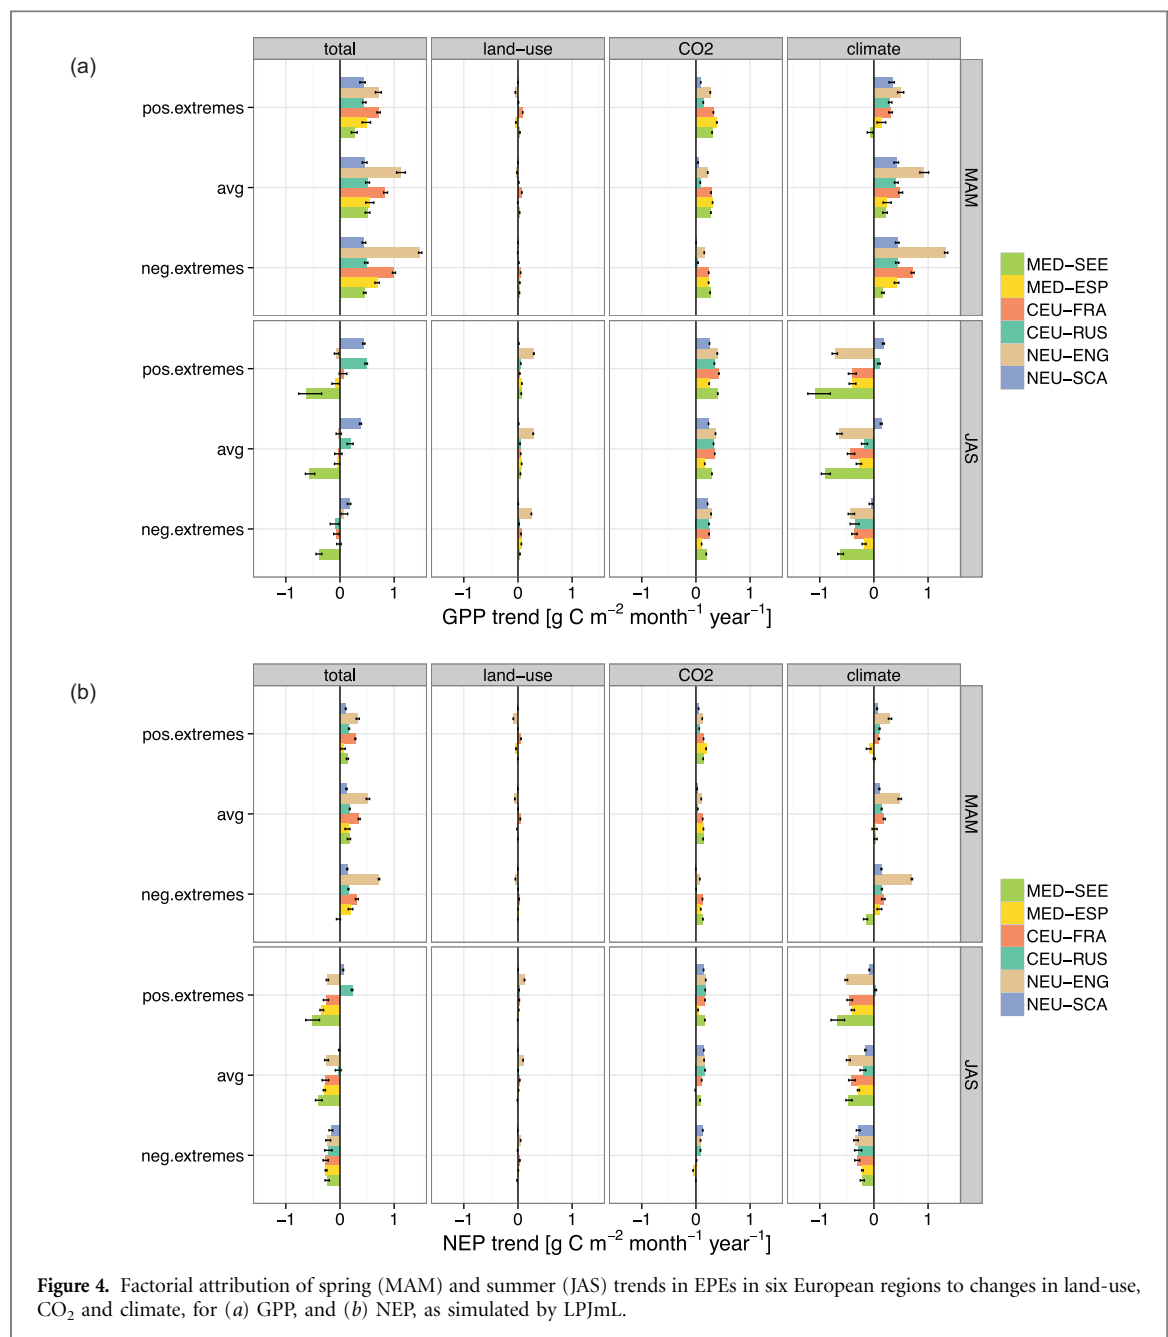 (a)
total land−use CO2 climate
pos.extremes
avg
neg.extremes
MAM
pos.extremes
avg
neg.extremes
JAS
−1 0 1 −1 0 1 −1 0 1 −1 0 1
GPP trend [g C m⁻² month⁻¹ year⁻¹]
MED−SEE
MED−ESP
CEU−FRA
CEU−RUS
NEU−ENG
NEU−SCA
(b)
total land−use CO2 climate
pos.extremes
avg
neg.extremes
MAM
pos.extremes
avg
neg.extremes
JAS
−1 0 1 −1 0 1 −1 0 1 −1 0 1
NEP trend [g C m⁻² month⁻¹ year⁻¹]
MED−SEE
MED−ESP
CEU−FRA
CEU−RUS
NEU−ENG
NEU−SCA
Figure 4. Factorial attribution of spring (MAM) and summer (JAS) trends in EPEs in six European regions to changes in land-use,
CO₂ and climate, for (a) GPP, and (b) NEP, as simulated by LPJmL.